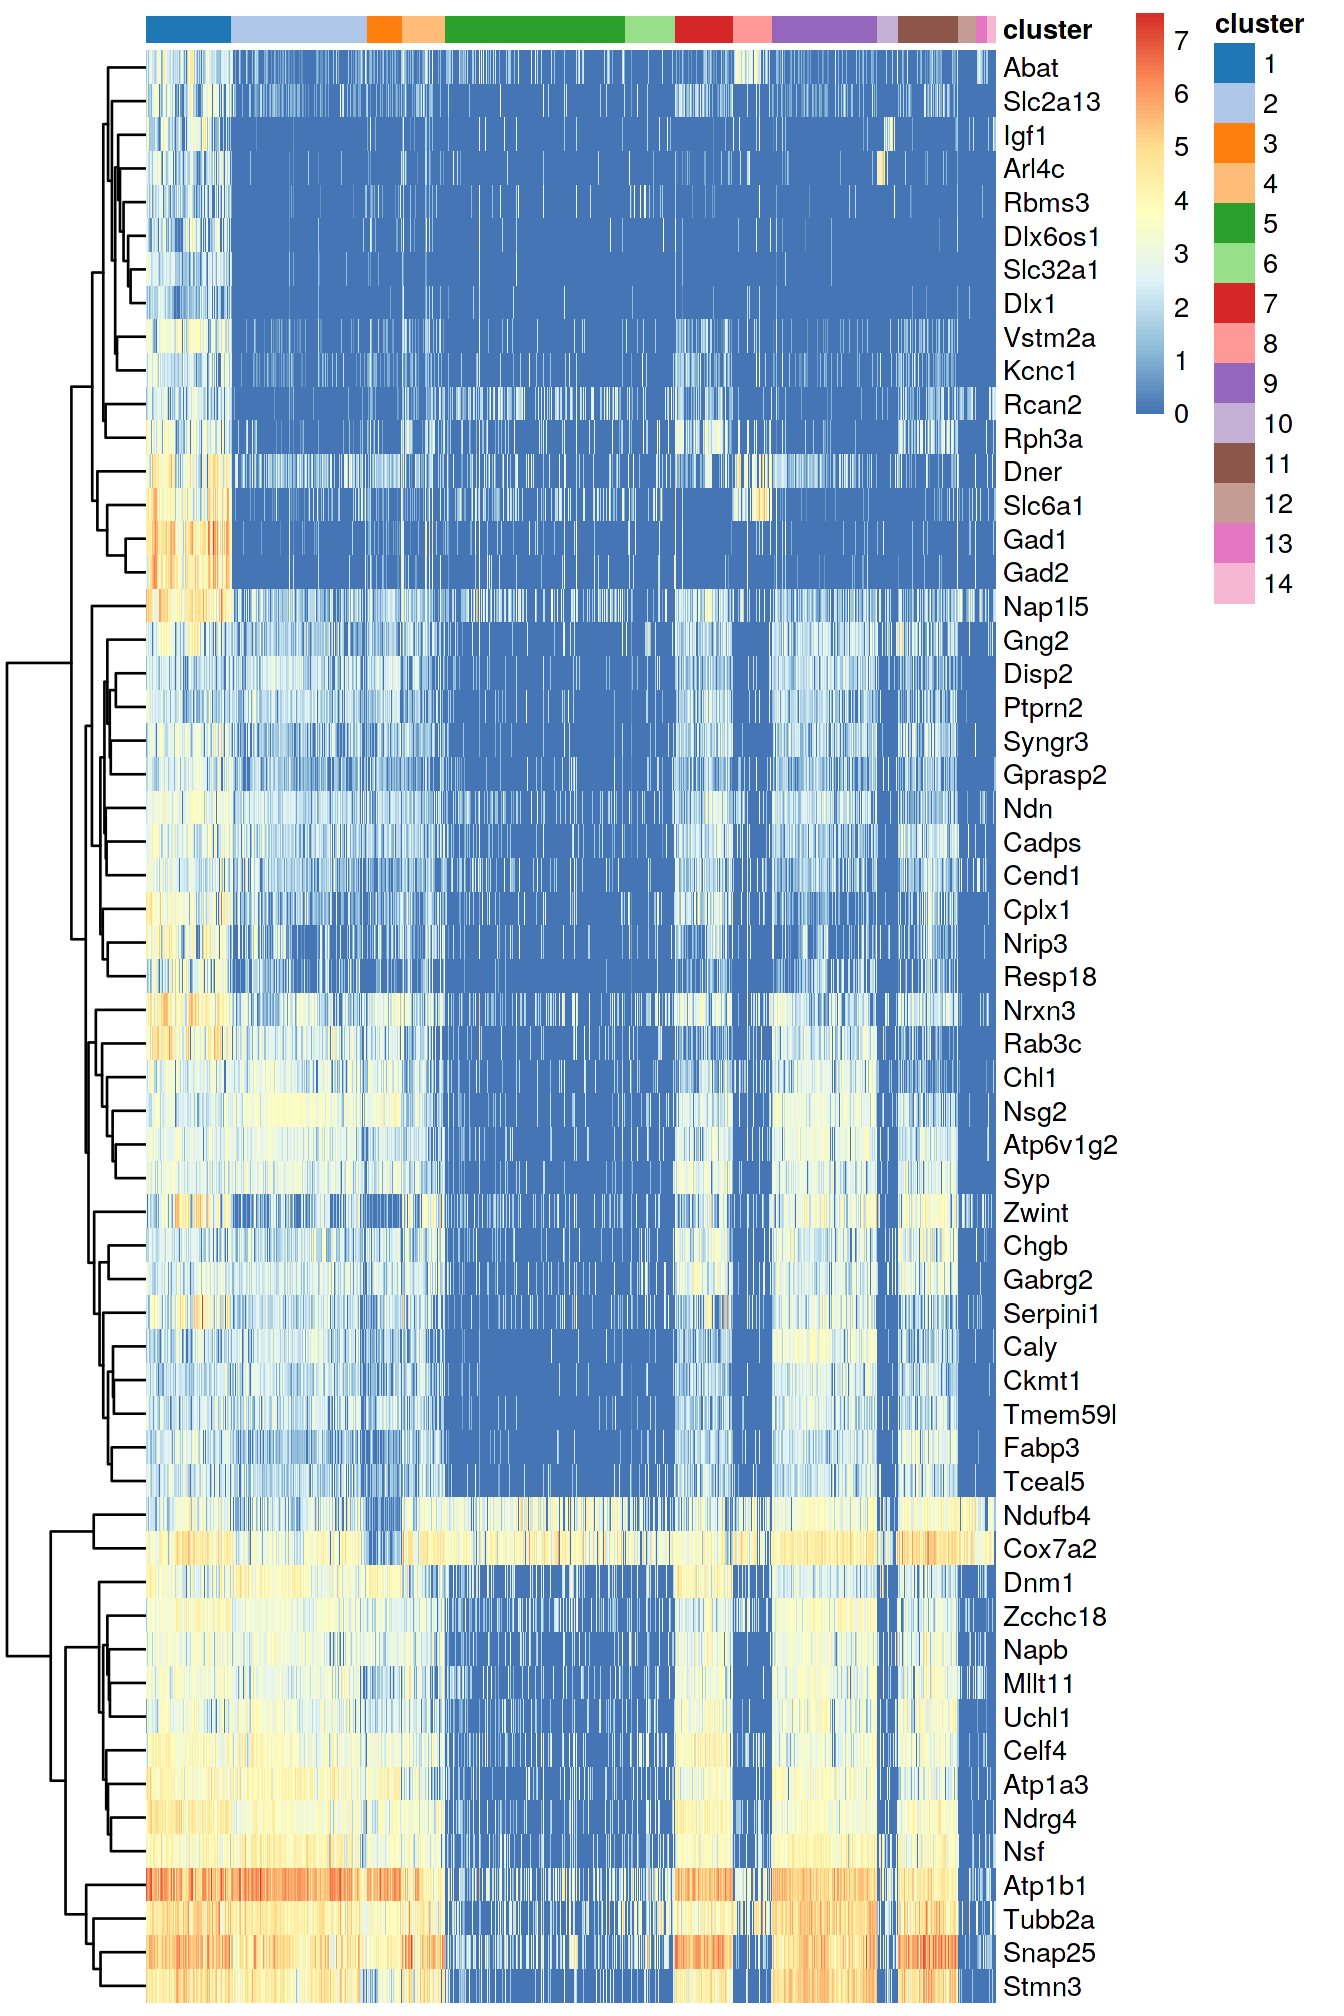 cluster
Abat
Slc2a13
Igf1
Arl4c
Rbms3
Dlx6os1
Slc32a1
Dlx1
Vstm2a
Kcnc1
Rcan2
Rph3a
Dner
Slc6a1
Gad1
Gad2
Nap1l5
Gng2
Disp2
Ptprn2
Syngr3
Gprasp2
Ndn
Cadps
Cend1
Cplx1
Nrip3
Resp18
Nrxn3
Rab3c
Chl1
Nsg2
Atp6v1g2
Syp
Zwint
Chgb
Gabrg2
Serpini1
Caly
Ckmt1
Tmem59l
Fabp3
Tceal5
Ndufb4
Cox7a2
Dnm1
Zcchc18
Napb
Mllt11
Uchl1
Celf4
Atp1a3
Ndrg4
Nsf
Atp1b1
Tubb2a
Snap25
Stmn3
7
6
5
4
3
2
1
0
cluster
1
2
3
4
5
6
7
8
9
10
11
12
13
14